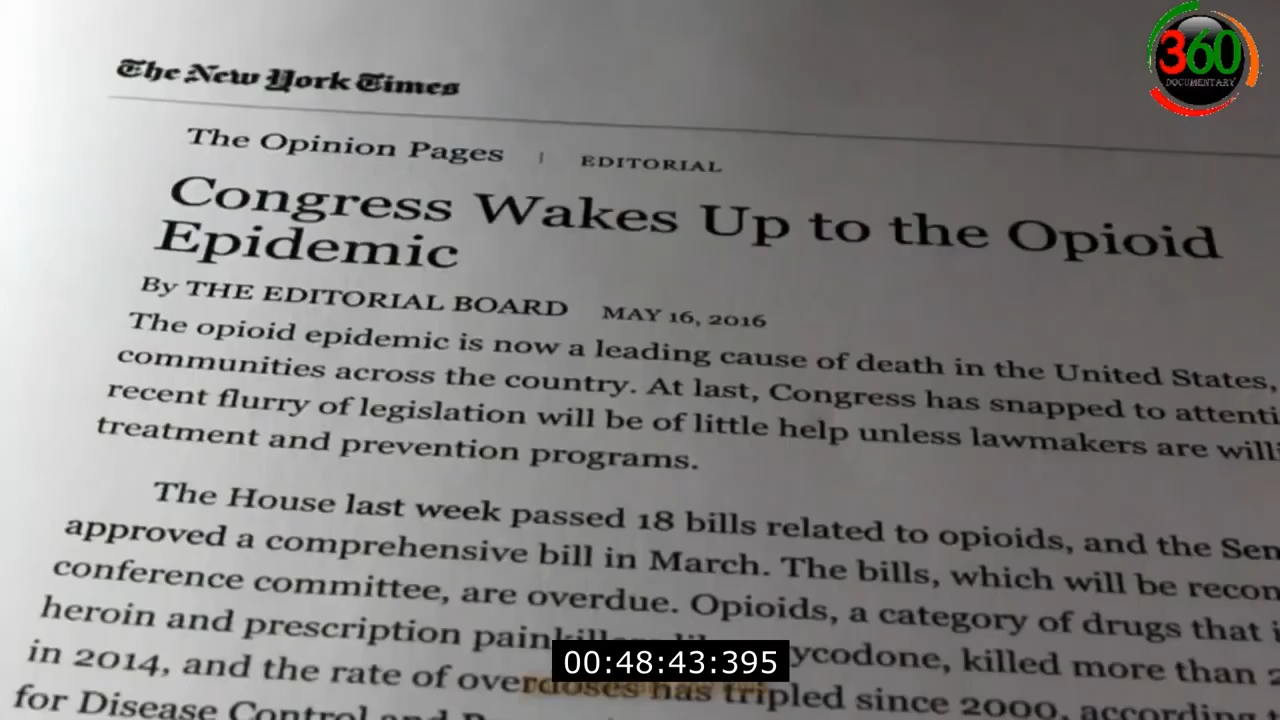 The New York Times
360
DOCUMENTARY
The Opinion Pages | EDITORIAL
Congress Wakes Up to the Opioid
Epidemic
By THE EDITORIAL BOARD MAY 16, 2016
The opioid epidemic is now a leading cause of death in the United States,
communities across the country. At last, Congress has snapped to
recent flurry of legislation will be of little help unless lawmakers are
treatment and prevention programs.
The House last week passed 18 bills related to opioids, and the
approved a comprehensive bill in March. The bills, which will be
conference committee, are overdue. Opioids, a category of drugs that
heroin and prescription killed more than
in 2014, and the rate of overdoses has tripled since 2000, according
for Disease Control and
00:48:43:395